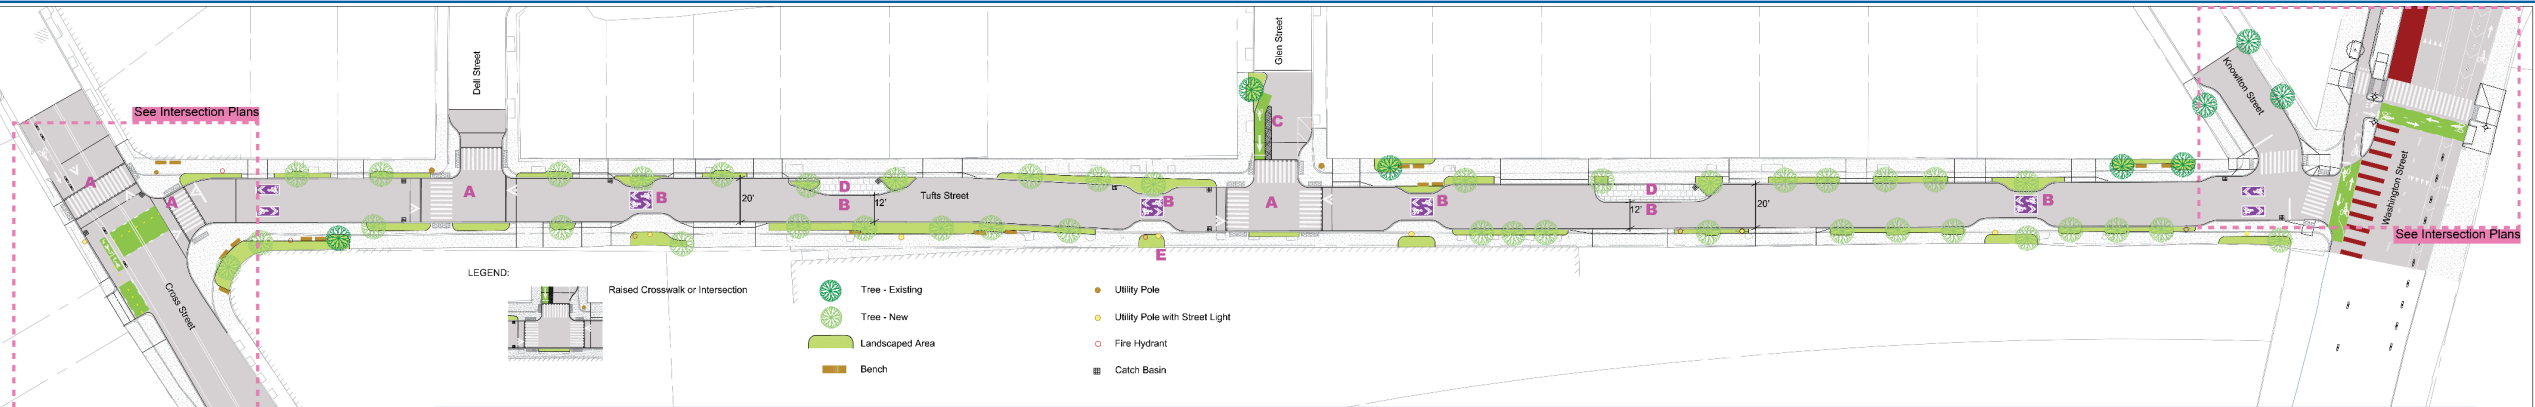 See Intersection Plans
Dell Street
Glen Street
Knowlton Street
Washington Street
See Intersection Plans
Cross Street
Tufts Street
A
A
A
B
20'
D
B
12'
B
C
A
B
D
B
12'
20'
B
E
LEGEND:
Raised Crosswalk or Intersection
Tree - Existing
Tree - New
Landscaped Area
Bench
Utility Pole
Utility Pole with Street Light
Fire Hydrant
Catch Basin